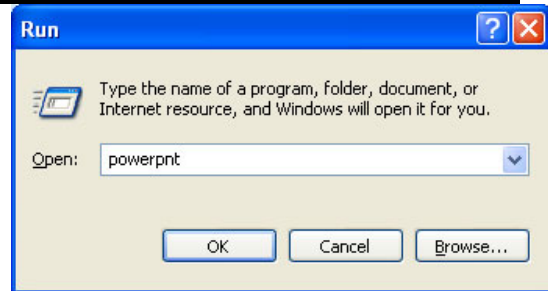 Run
?
Type the name of a program, folder, document, or
Internet resource, and Windows will open it for you.
Open: powerpnt
OK Cancel Browse...